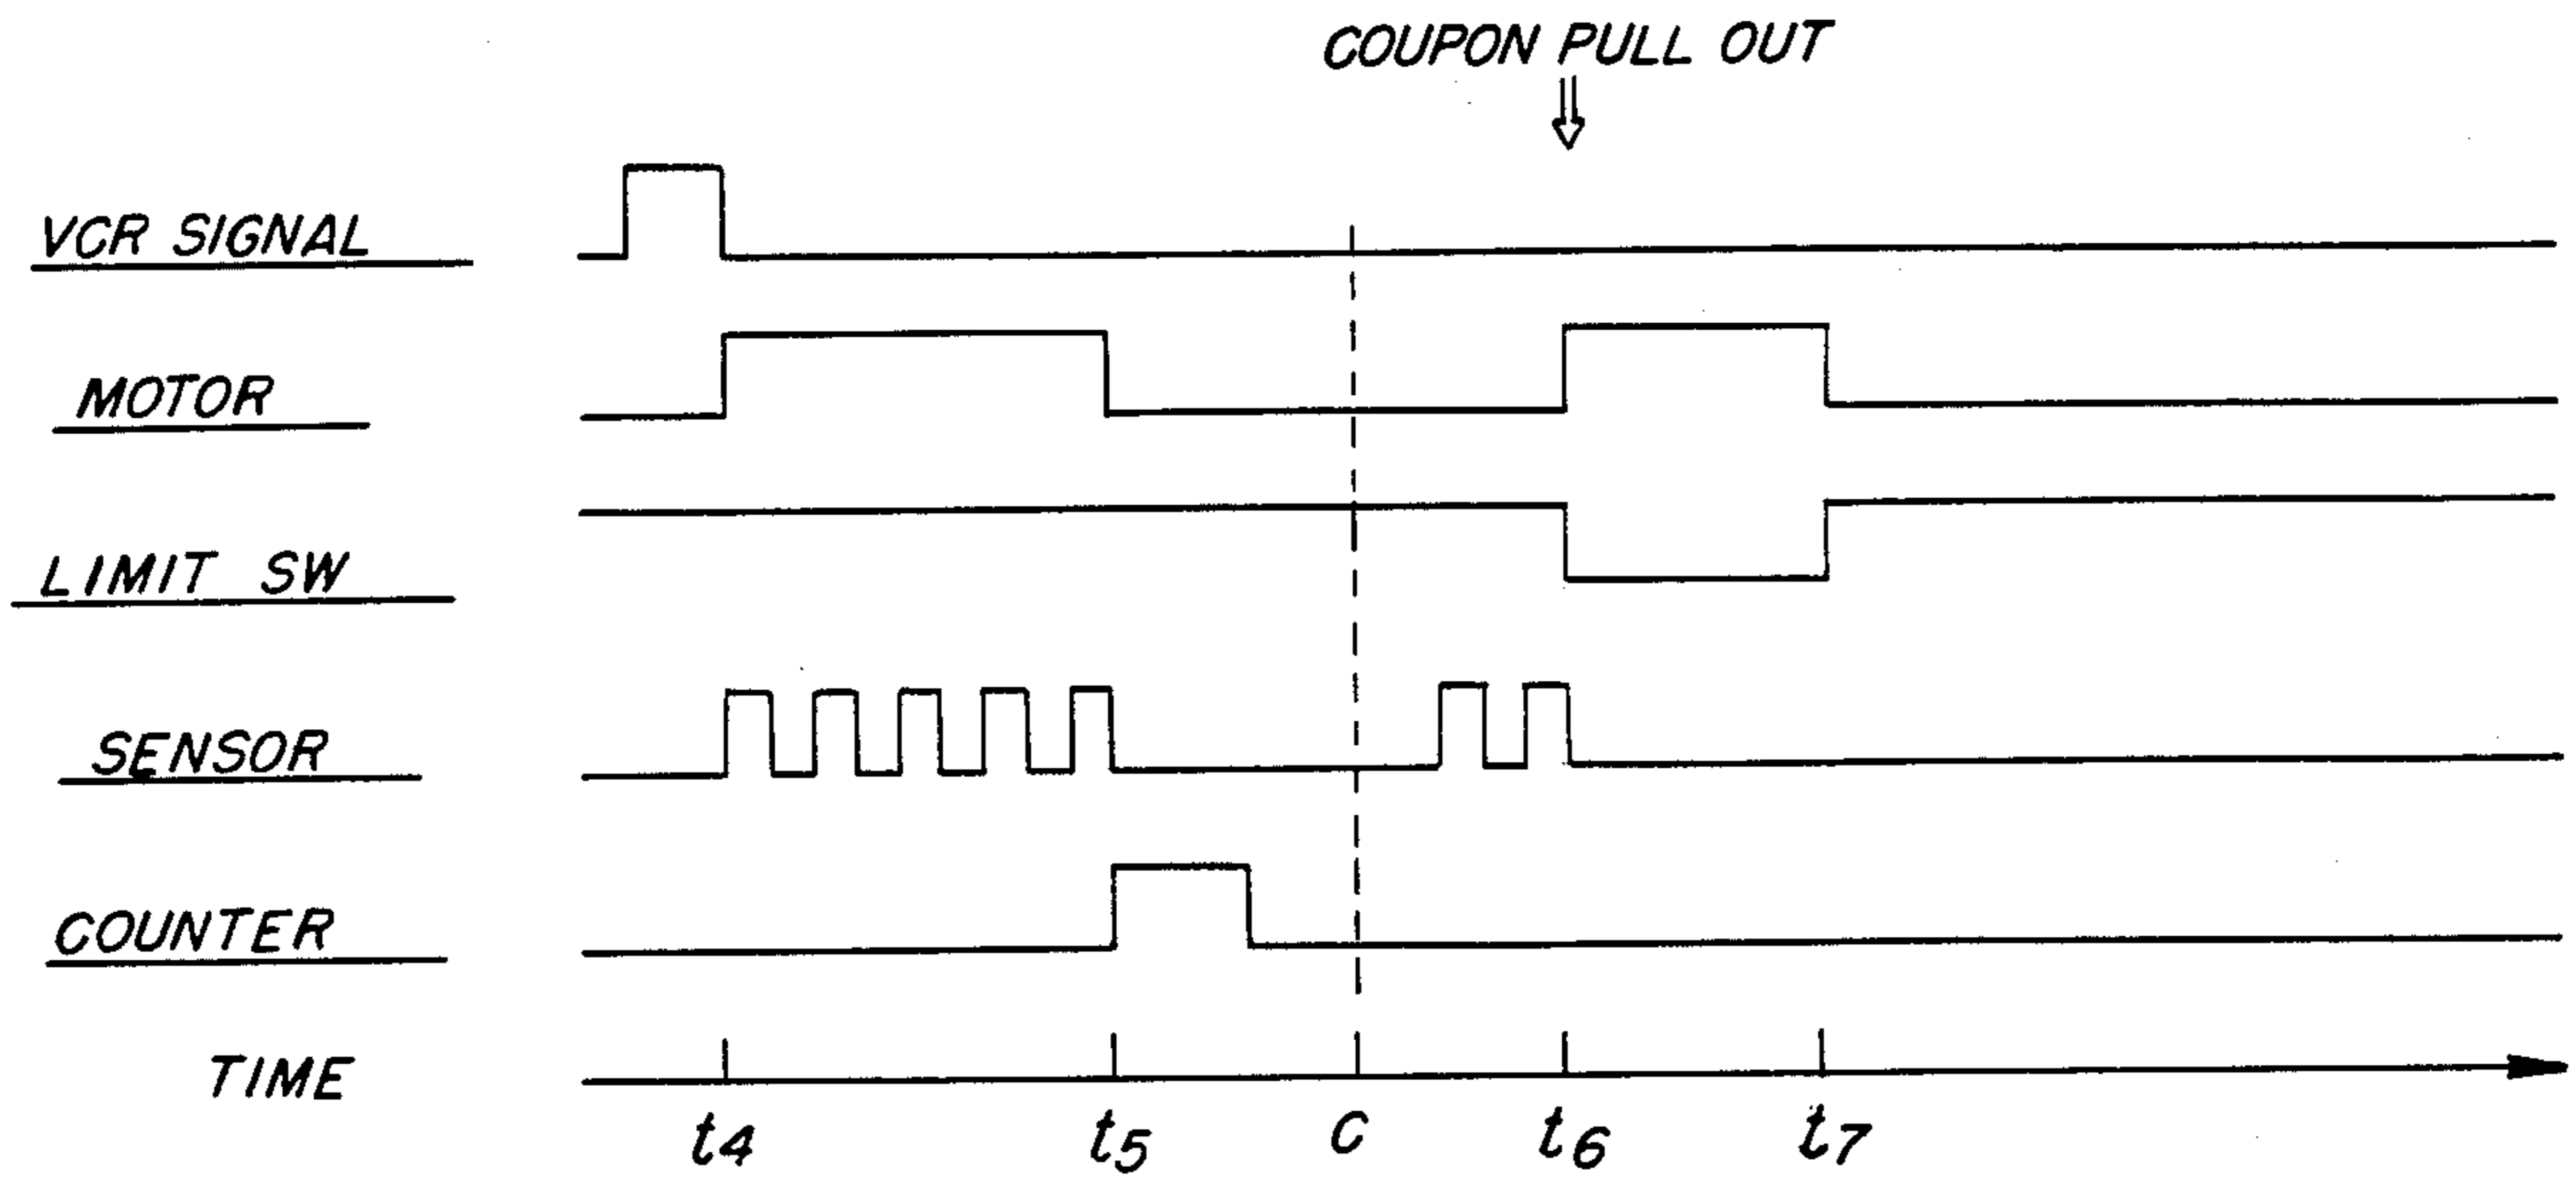 COUPON PULL OUT
VCR SIGNAL
MOTOR
LIMIT SW
SENSOR
COUNTER
TIME
t4 t5 c t6 t7